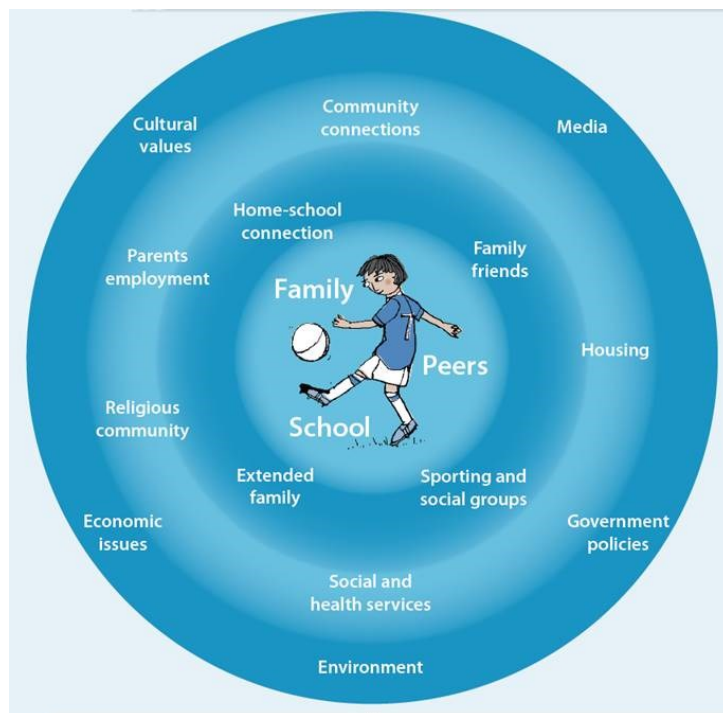 Community
connections
Cultural
values
Media
Home-school
connection
Parents
employment
Family
friends
Family
Peers
School
Housing
Religious
community
Extended
family
Sporting and
social groups
Economic
issues
Government
policies
Social and
health services
Environment